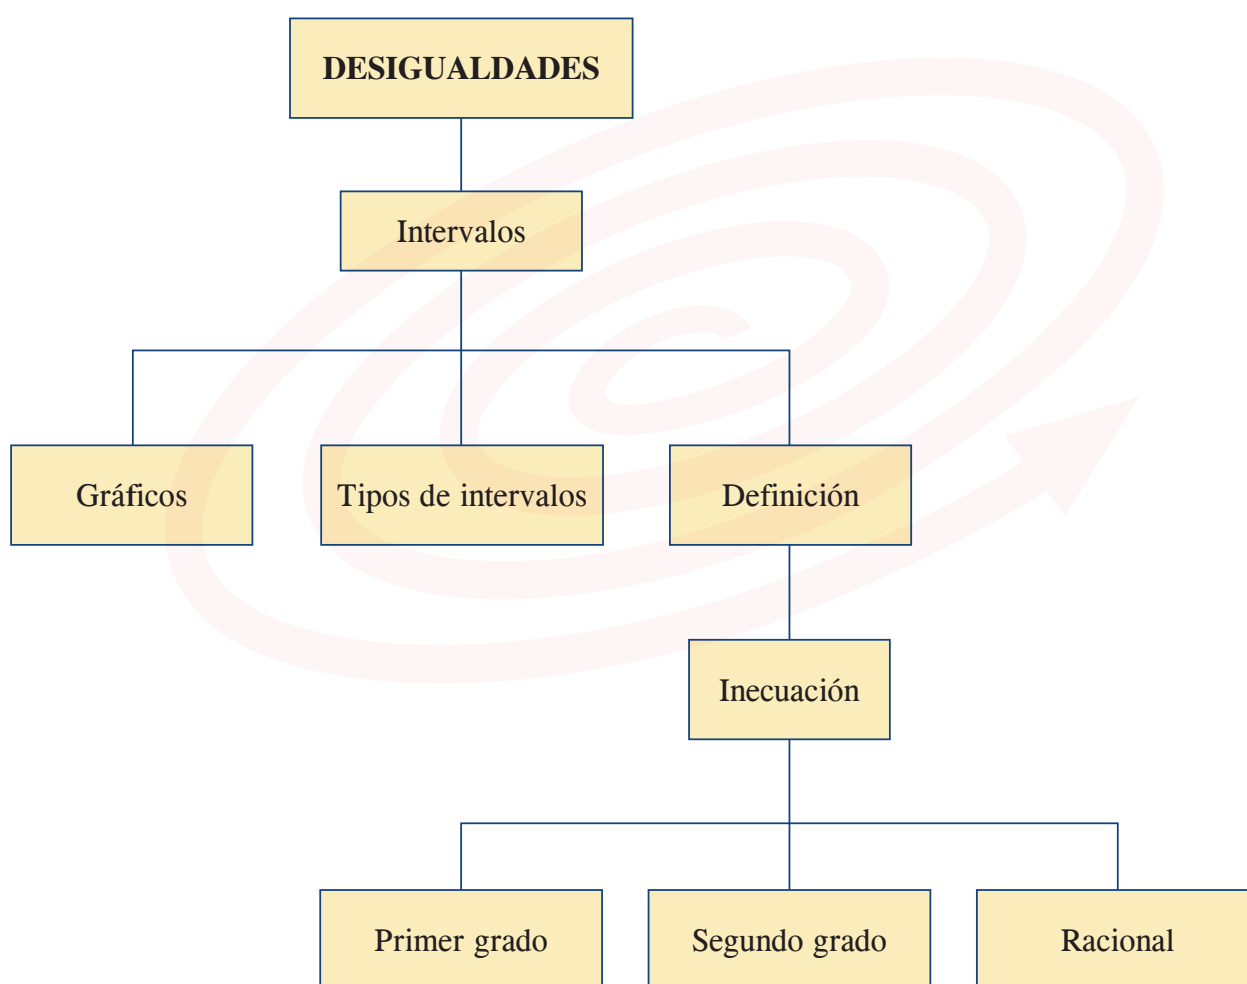 DESIGUALDADES
Intervalos
Gráficos
Tipos de intervalos
Definición
Inecuación
Primer grado
Segundo grado
Racional